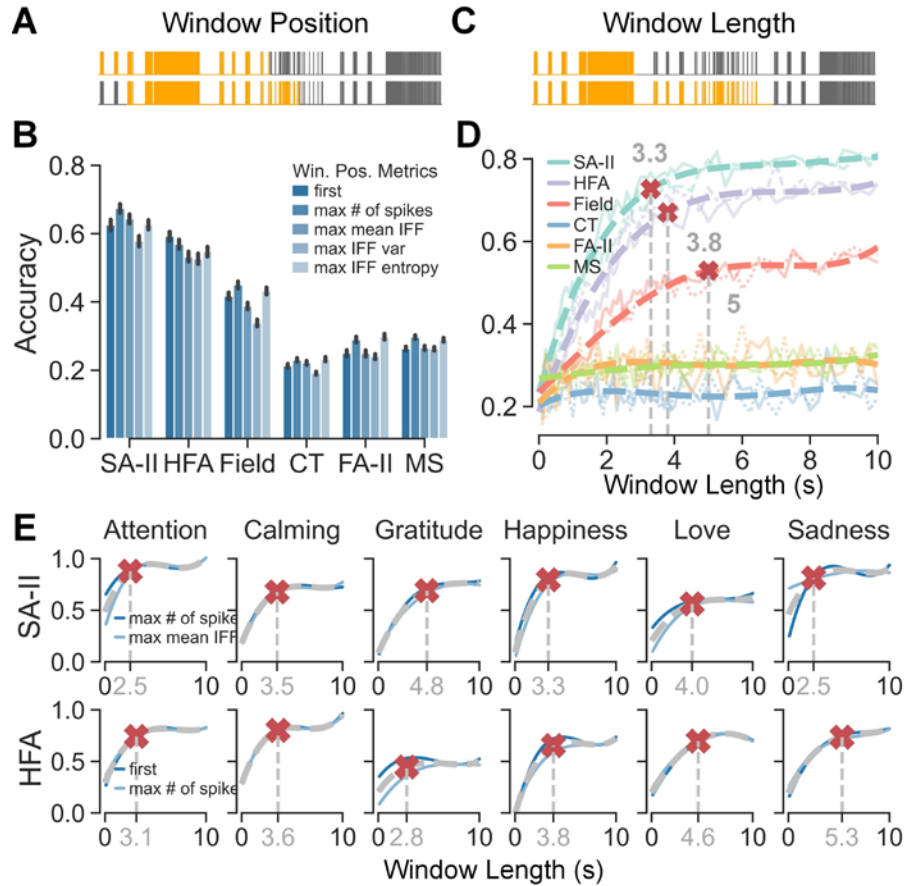 A Window Position
C Window Length
B
0.8
0.6
0.4
0.2
0.0
Accuracy
Win. Pos. Metrics
first
max # of spikes
max mean IFF
max IFF var
max IFF entropy
SA-II HFA Field CT FA-II MS
D
0.8
0.6
0.4
0.2
SA-II
HFA
Field
CT
FA-II
MS
3.3
3.8
5
0 2 4 6 8 10
Window Length (s)
E
Attention Calming Gratitude Happiness Love Sadness
SA-II
1.0
0.5
0.0
max # of spike
max mean IFF
0 2.5 10
0 3.5 10
0 4.8 10
0 3.3 10
0 4.0 10
0 2.5 10
HFA
1.0
0.5
0.0
first
max # of spike
0 3.1 10
0 3.6 10
0 2.8 10
0 3.8 10
0 4.6 10
0 5.3 10
Window Length (s)